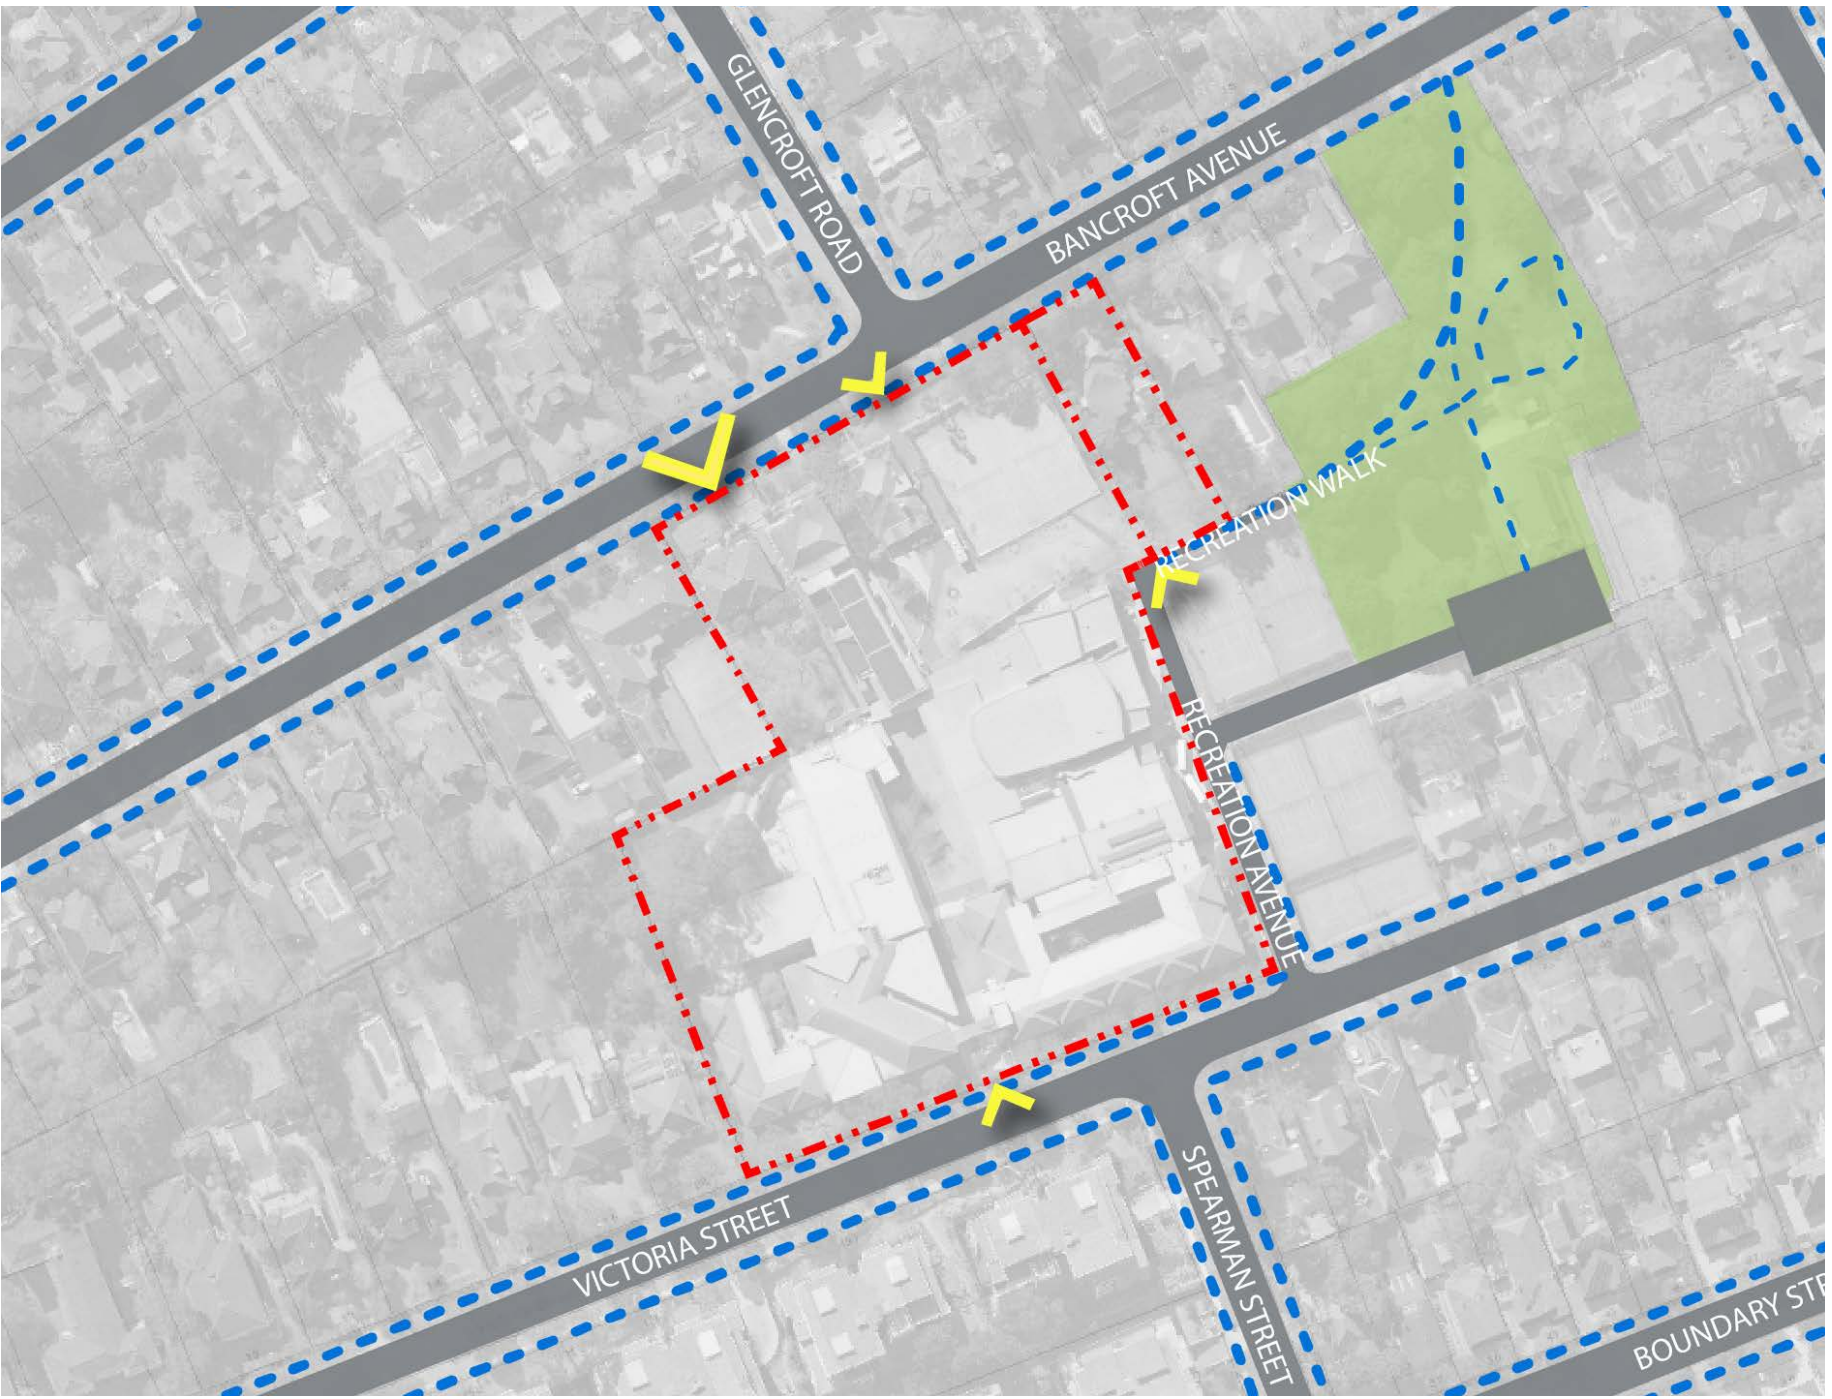 GLENCROFT ROAD
BANCROFT AVENUE
RECREATION WALK
RECREATION AVENUE
VICTORIA STREET
SPEARMAN STREET
BOUNDARY STR